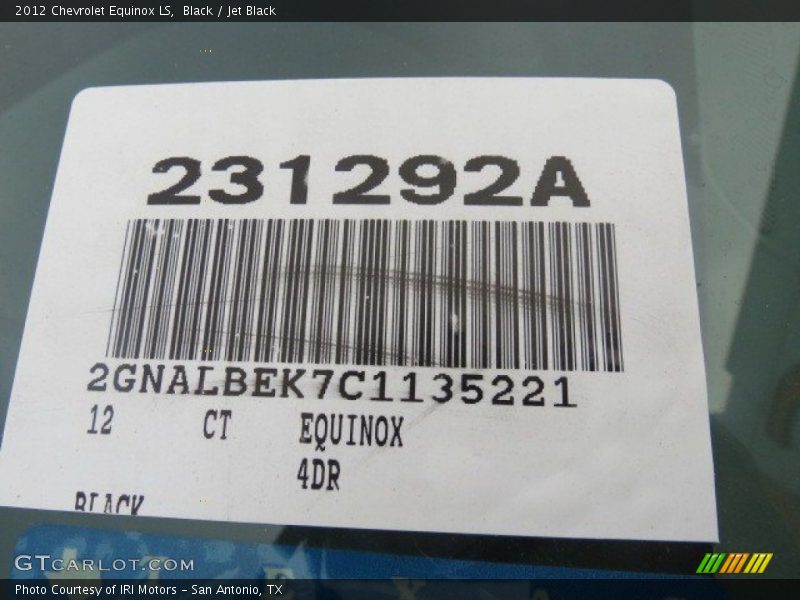 2012 Chevrolet Equinox LS, Black / Jet Black
231292A
2GNALBEK7C1135221
12 CT EQUINOX
4DR
BLACK
GTCARLOT.COM
Photo Courtesy of IRI Motors - San Antonio, TX